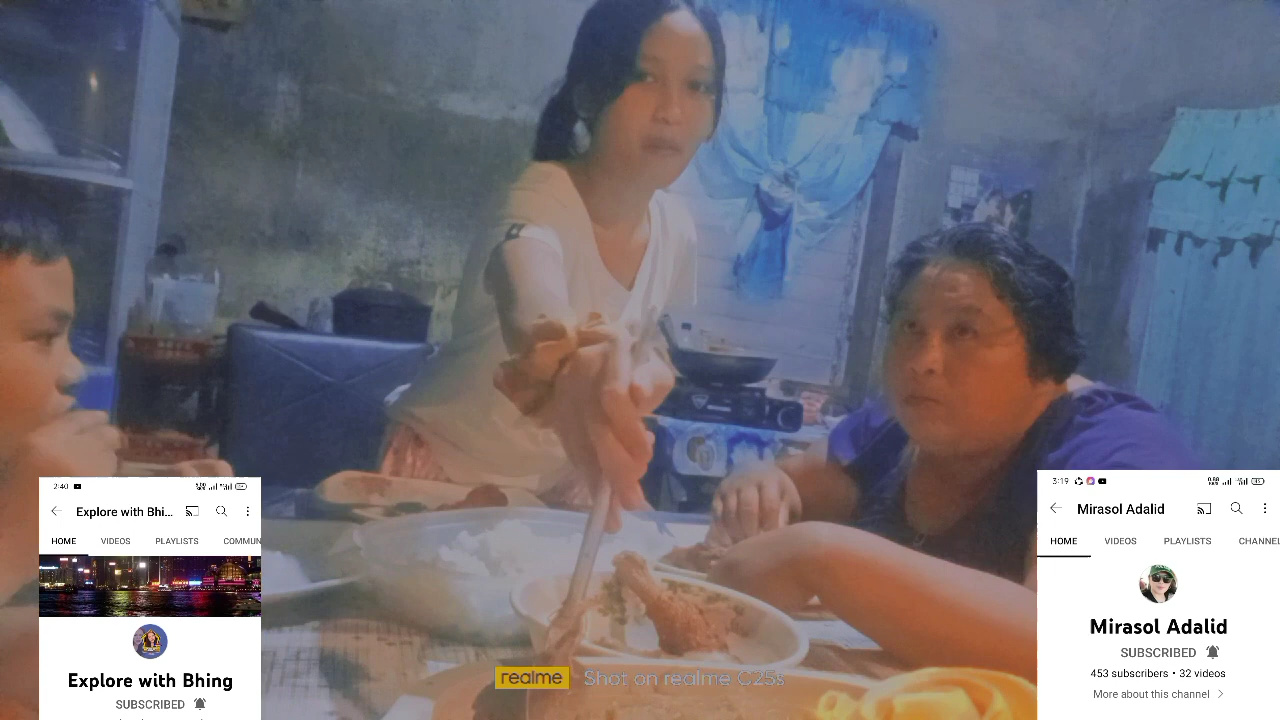 2:40
Explore with Bhi...
HOME VIDEOS PLAYLISTS COMMUN
Explore with Bhing
SUBSCRIBED
realme Shot on realme C25s
3:19
Mirasol Adalid
HOME VIDEOS PLAYLISTS CHANNEL
Mirasol Adalid
SUBSCRIBED
453 subscribers • 32 videos
More about this channel